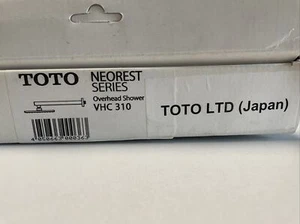 TOTO
NEOREST
SERIES
Overhead Shower
VHC 310
TOTO LTD (Japan)